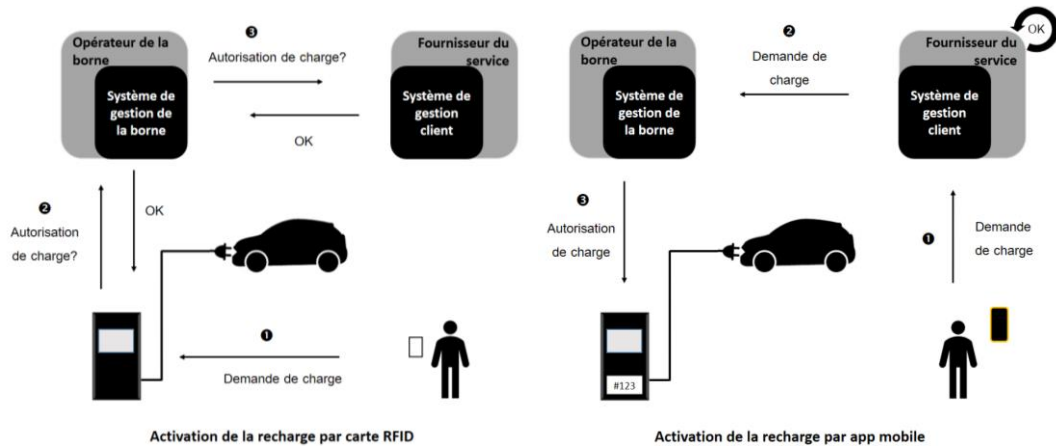 ❸
Opérateur de la
borne
Autorisation de charge?
Fournisseur du
service
Système de
gestion de
la borne
Système de
gestion
client
OK
❷
Autorisation
de charge?
OK
❶
Demande de charge
Activation de la recharge par carte RFID
OK
❷
Opérateur de la
borne
Demande de
charge
Fournisseur du
service
Système de
gestion de
la borne
Système de
gestion
client
❸
Autorisation
de charge
❶
Demande
de charge
#123
Activation de la recharge par app mobile